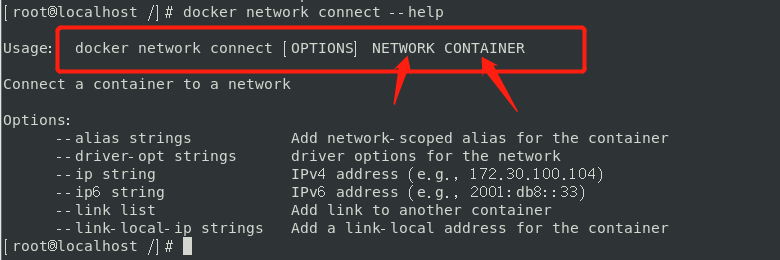 [root@localhost /]# docker network connect --help
Usage:  docker network connect [OPTIONS] NETWORK CONTAINER
Connect a container to a network
Options:
      --alias strings           Add network-scoped alias for the container
      --driver-opt strings      driver options for the network
      --ip string               IPv4 address (e.g., 172.30.100.104)
      --ip6 string              IPv6 address (e.g., 2001:db8::33)
      --link list               Add link to another container
      --link-local-ip strings   Add a link-local address for the container
[root@localhost /]#